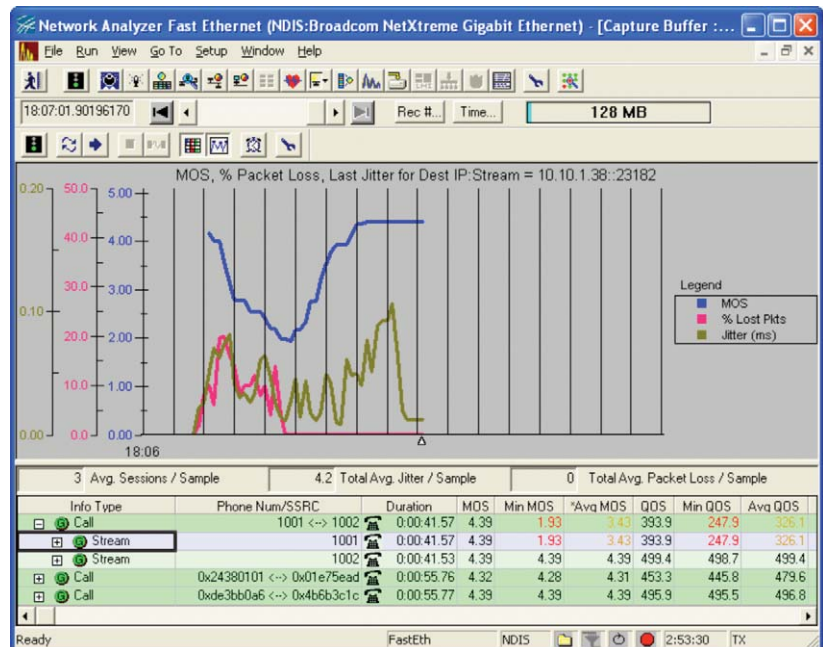 Network Analyzer Fast Ethernet (NDIS:Broadcom NetXtreme Gigabit Ethernet) - [Capture Buffer :...
File Run View Go To Setup Window Help
18:07:01.90196170 Rec #... Time... 128 MB
MOS, % Packet Loss, Last Jitter for Dest IP:Stream = 10.10.1.38::23182
0.20 50.0 5.00
40.0 4.00
30.0 3.00
0.10
20.0 2.00
10.0 1.00
0.00 0.0 0.00
18:06
Legend
MOS
% Lost Pkts
Jitter (ms)
3 Avg. Sessions / Sample 4.2 Total Avg. Jitter / Sample 0 Total Avg. Packet Loss / Sample
Info Type Phone Num/SSRC Duration MOS Min MOS *Avg MOS QOS Min QOS Avg QOS
G Call 1001 <--> 1002 0:00:41.57 4.39 1.93 3.43 393.9 247.9 326.1
G Stream 1001 0:00:41.57 4.39 1.93 3.43 393.9 247.9 326.1
G Stream 1002 0:00:41.53 4.39 4.39 4.39 499.4 498.7 499.4
G Call 0x24380101 <--> 0x01e75ead 0:00:55.76 4.32 4.28 4.31 453.3 445.8 479.6
G Call 0xde3bb0a6 <--> 0x4b6b3c1c 0:00:55.77 4.39 4.39 4.39 495.9 495.5 496.8
Ready FastEth NDIS 2:53:30 TX